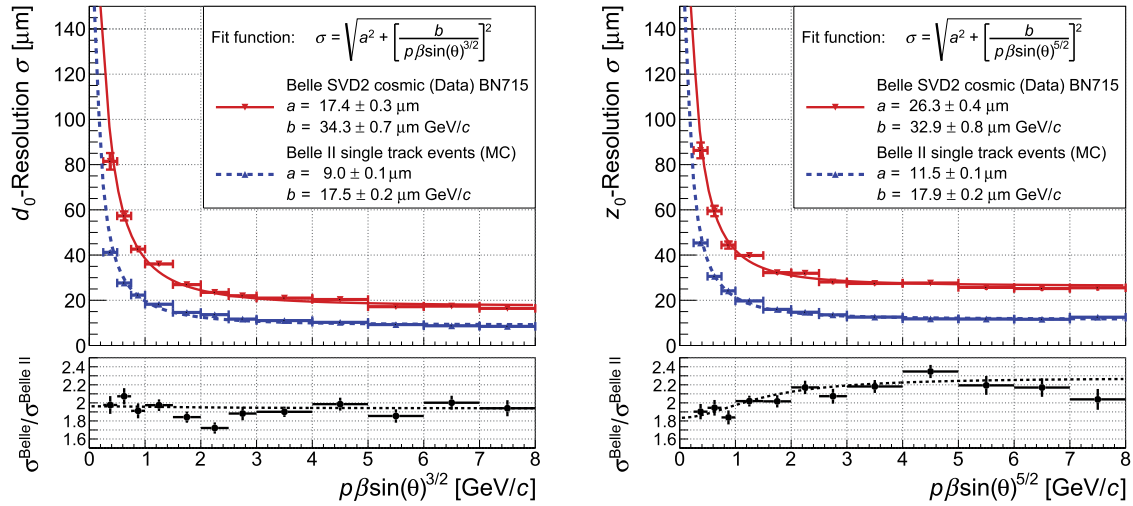 d₀-Resolution σ [μm]
140
120
100
80
60
40
20
0
Fit function: σ = √a² + [b / pβsin(θ)^3/2]²
Belle SVD2 cosmic (Data) BN715
a = 17.4 ± 0.3 μm
b = 34.3 ± 0.7 μm GeV/c
Belle II single track events (MC)
a = 9.0 ± 0.1 μm
b = 17.5 ± 0.2 μm GeV/c
σ^Belle/σ^Belle II
2.4
2.2
2
1.8
1.6
0 1 2 3 4 5 6 7 8
pβsin(θ)^3/2 [GeV/c]
z₀-Resolution σ [μm]
140
120
100
80
60
40
20
0
Fit function: σ = √a² + [b / pβsin(θ)^5/2]²
Belle SVD2 cosmic (Data) BN715
a = 26.3 ± 0.4 μm
b = 32.9 ± 0.8 μm GeV/c
Belle II single track events (MC)
a = 11.5 ± 0.1 μm
b = 17.9 ± 0.2 μm GeV/c
σ^Belle/σ^Belle II
2.4
2.2
2
1.8
1.6
0 1 2 3 4 5 6 7 8
pβsin(θ)^5/2 [GeV/c]